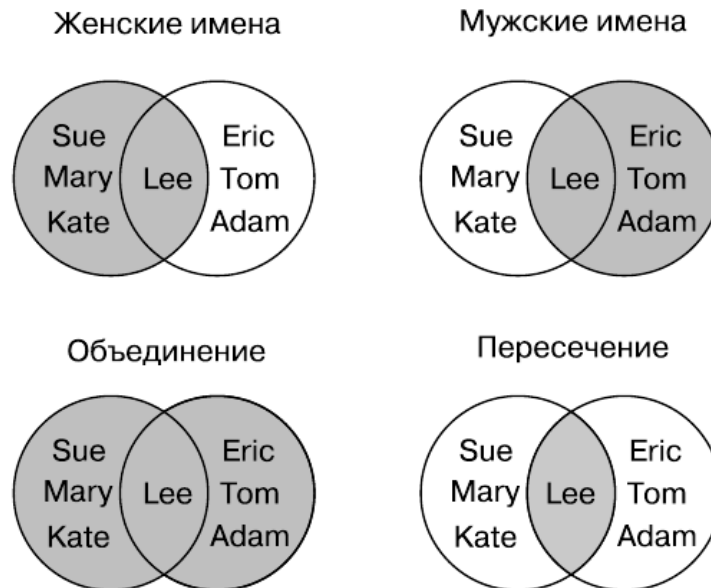 Женские имена
Sue
Mary
Kate
Lee
Eric
Tom
Adam
Мужские имена
Sue
Mary
Kate
Lee
Eric
Tom
Adam
Объединение
Sue
Mary
Kate
Lee
Eric
Tom
Adam
Пересечение
Sue
Mary
Kate
Lee
Eric
Tom
Adam